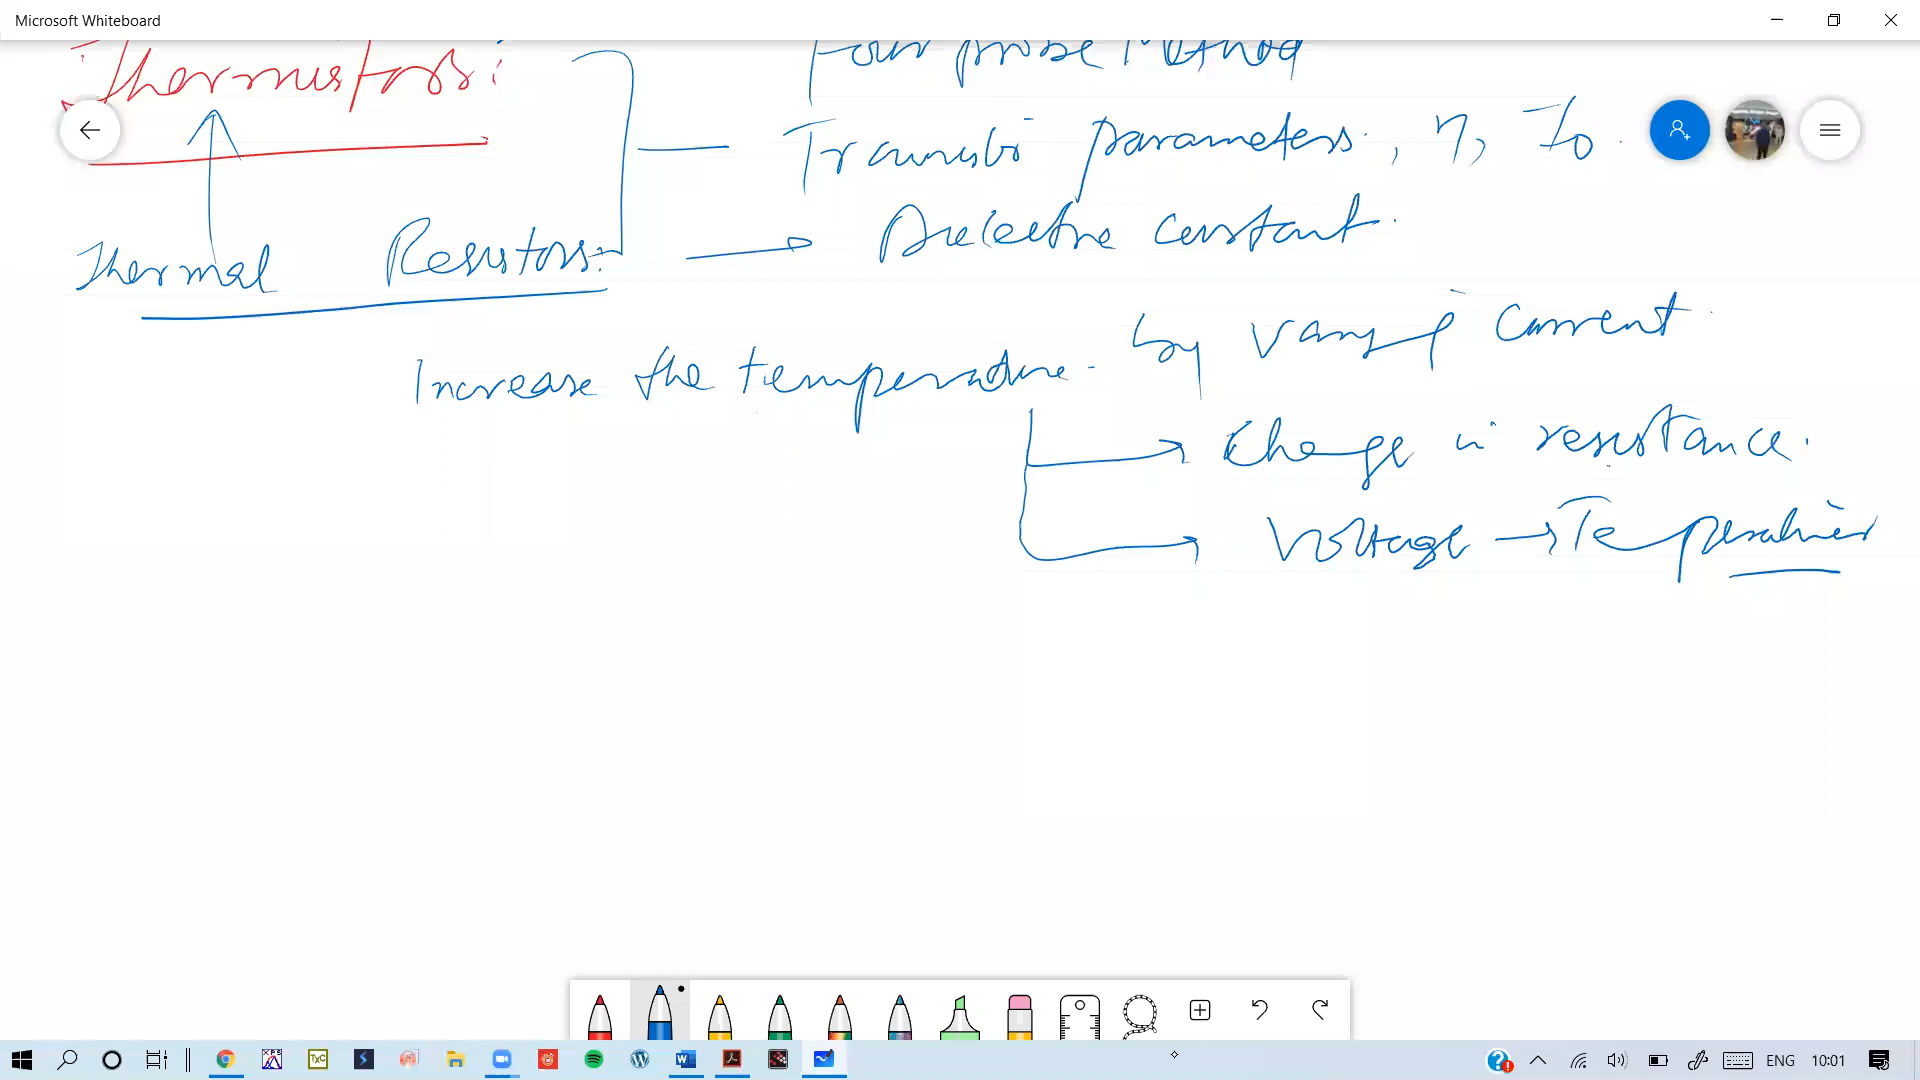 Microsoft Whiteboard
Thermistors:
Four probe Method
Transistor parameters, η, I₀.
Dielectric constant.
Thermal Resistors:
by varying current.
Increase the temperature.
Change in resistance.
Voltage → Temperature
ENG 10:01